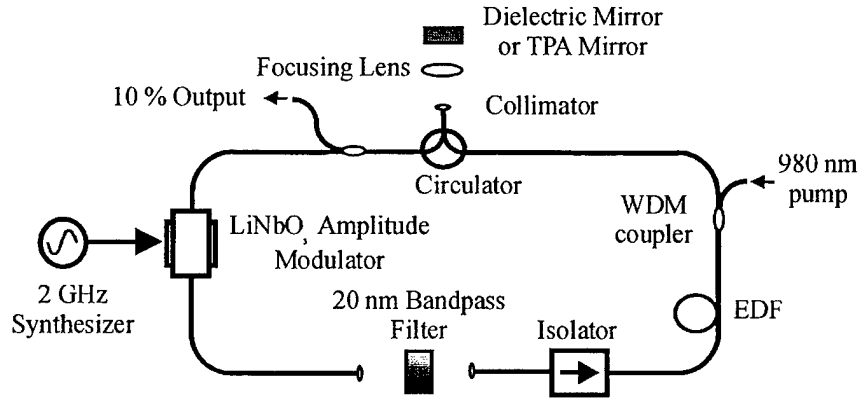 Dielectric Mirror
or TPA Mirror
Focusing Lens
10 % Output
Collimator
Circulator
980 nm
pump
WDM
coupler
LiNbO₃ Amplitude
Modulator
2 GHz
Synthesizer
20 nm Bandpass
Filter
Isolator
EDF